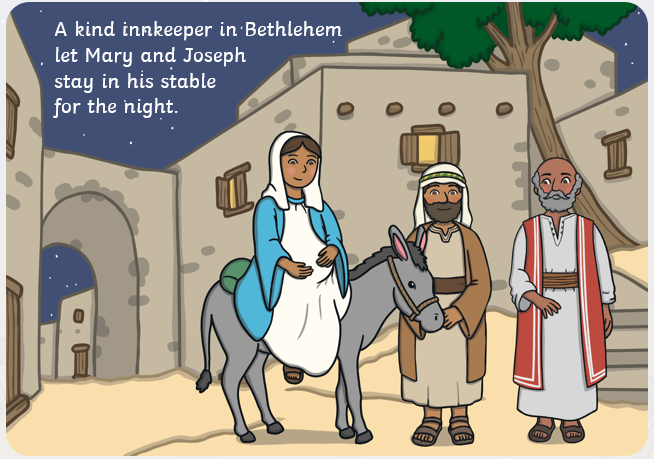 A kind innkeeper in Bethlehem
let Mary and Joseph
stay in his stable
for the night.